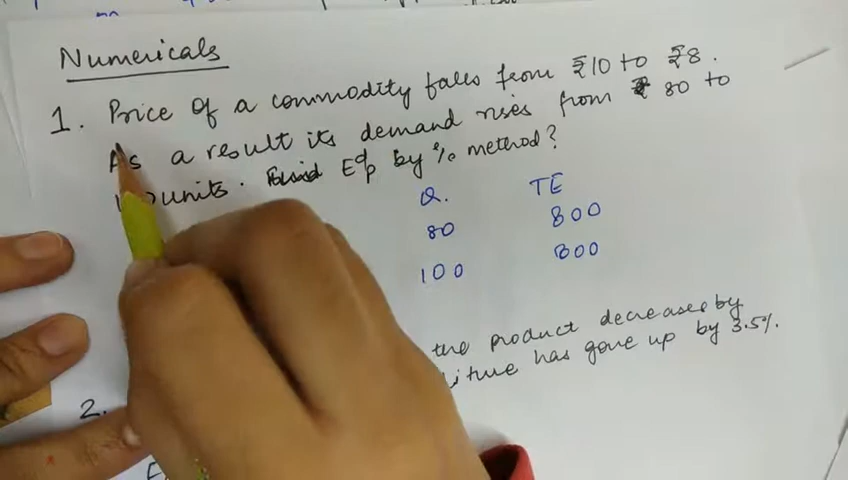 Numericals
1. Price of a commodity falls from ₹10 to ₹8.
As a result its demand rises from 80 to
units. Find Edp by % method?
Q. TE
80 800
100 800
the product decreases by
has gone up by 3.5%.
2.